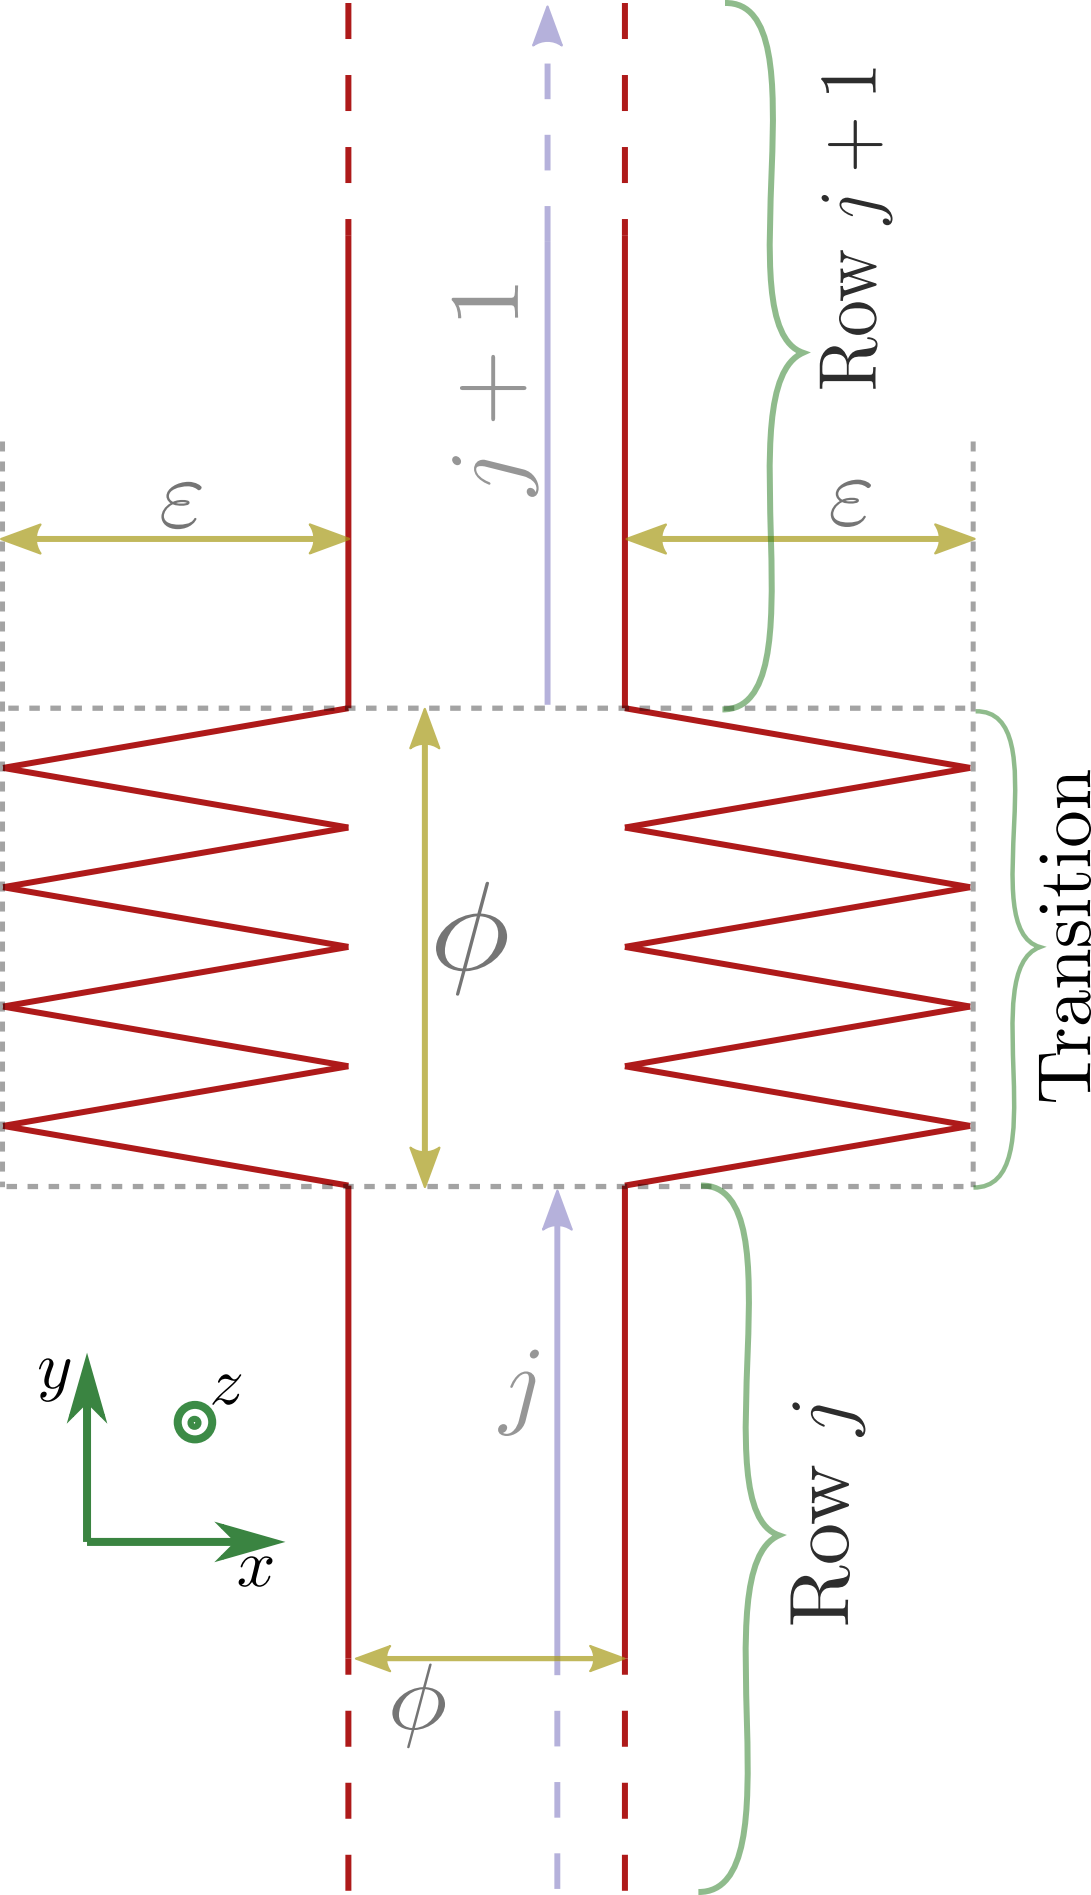 Row j + 1
j + 1
ε
ε
Transition
ϕ
y
z
x
j
Row j
ϕ